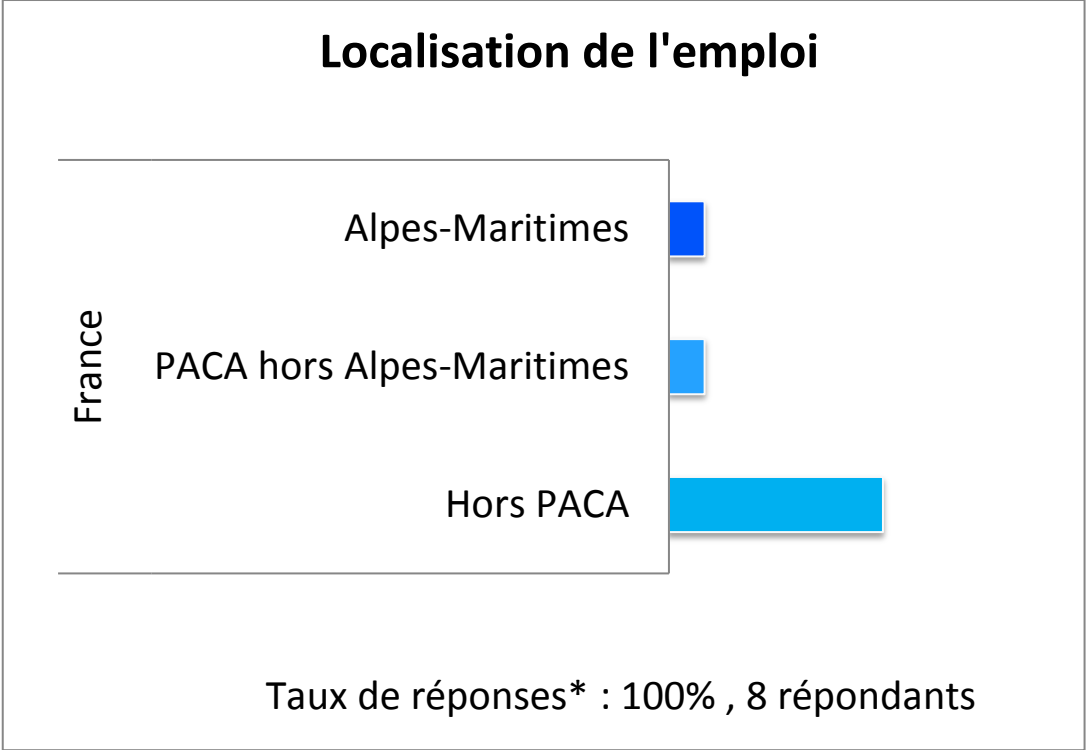 Localisation de l'emploi
France
Alpes-Maritimes
PACA hors Alpes-Maritimes
Hors PACA
Taux de réponses* : 100% , 8 répondants